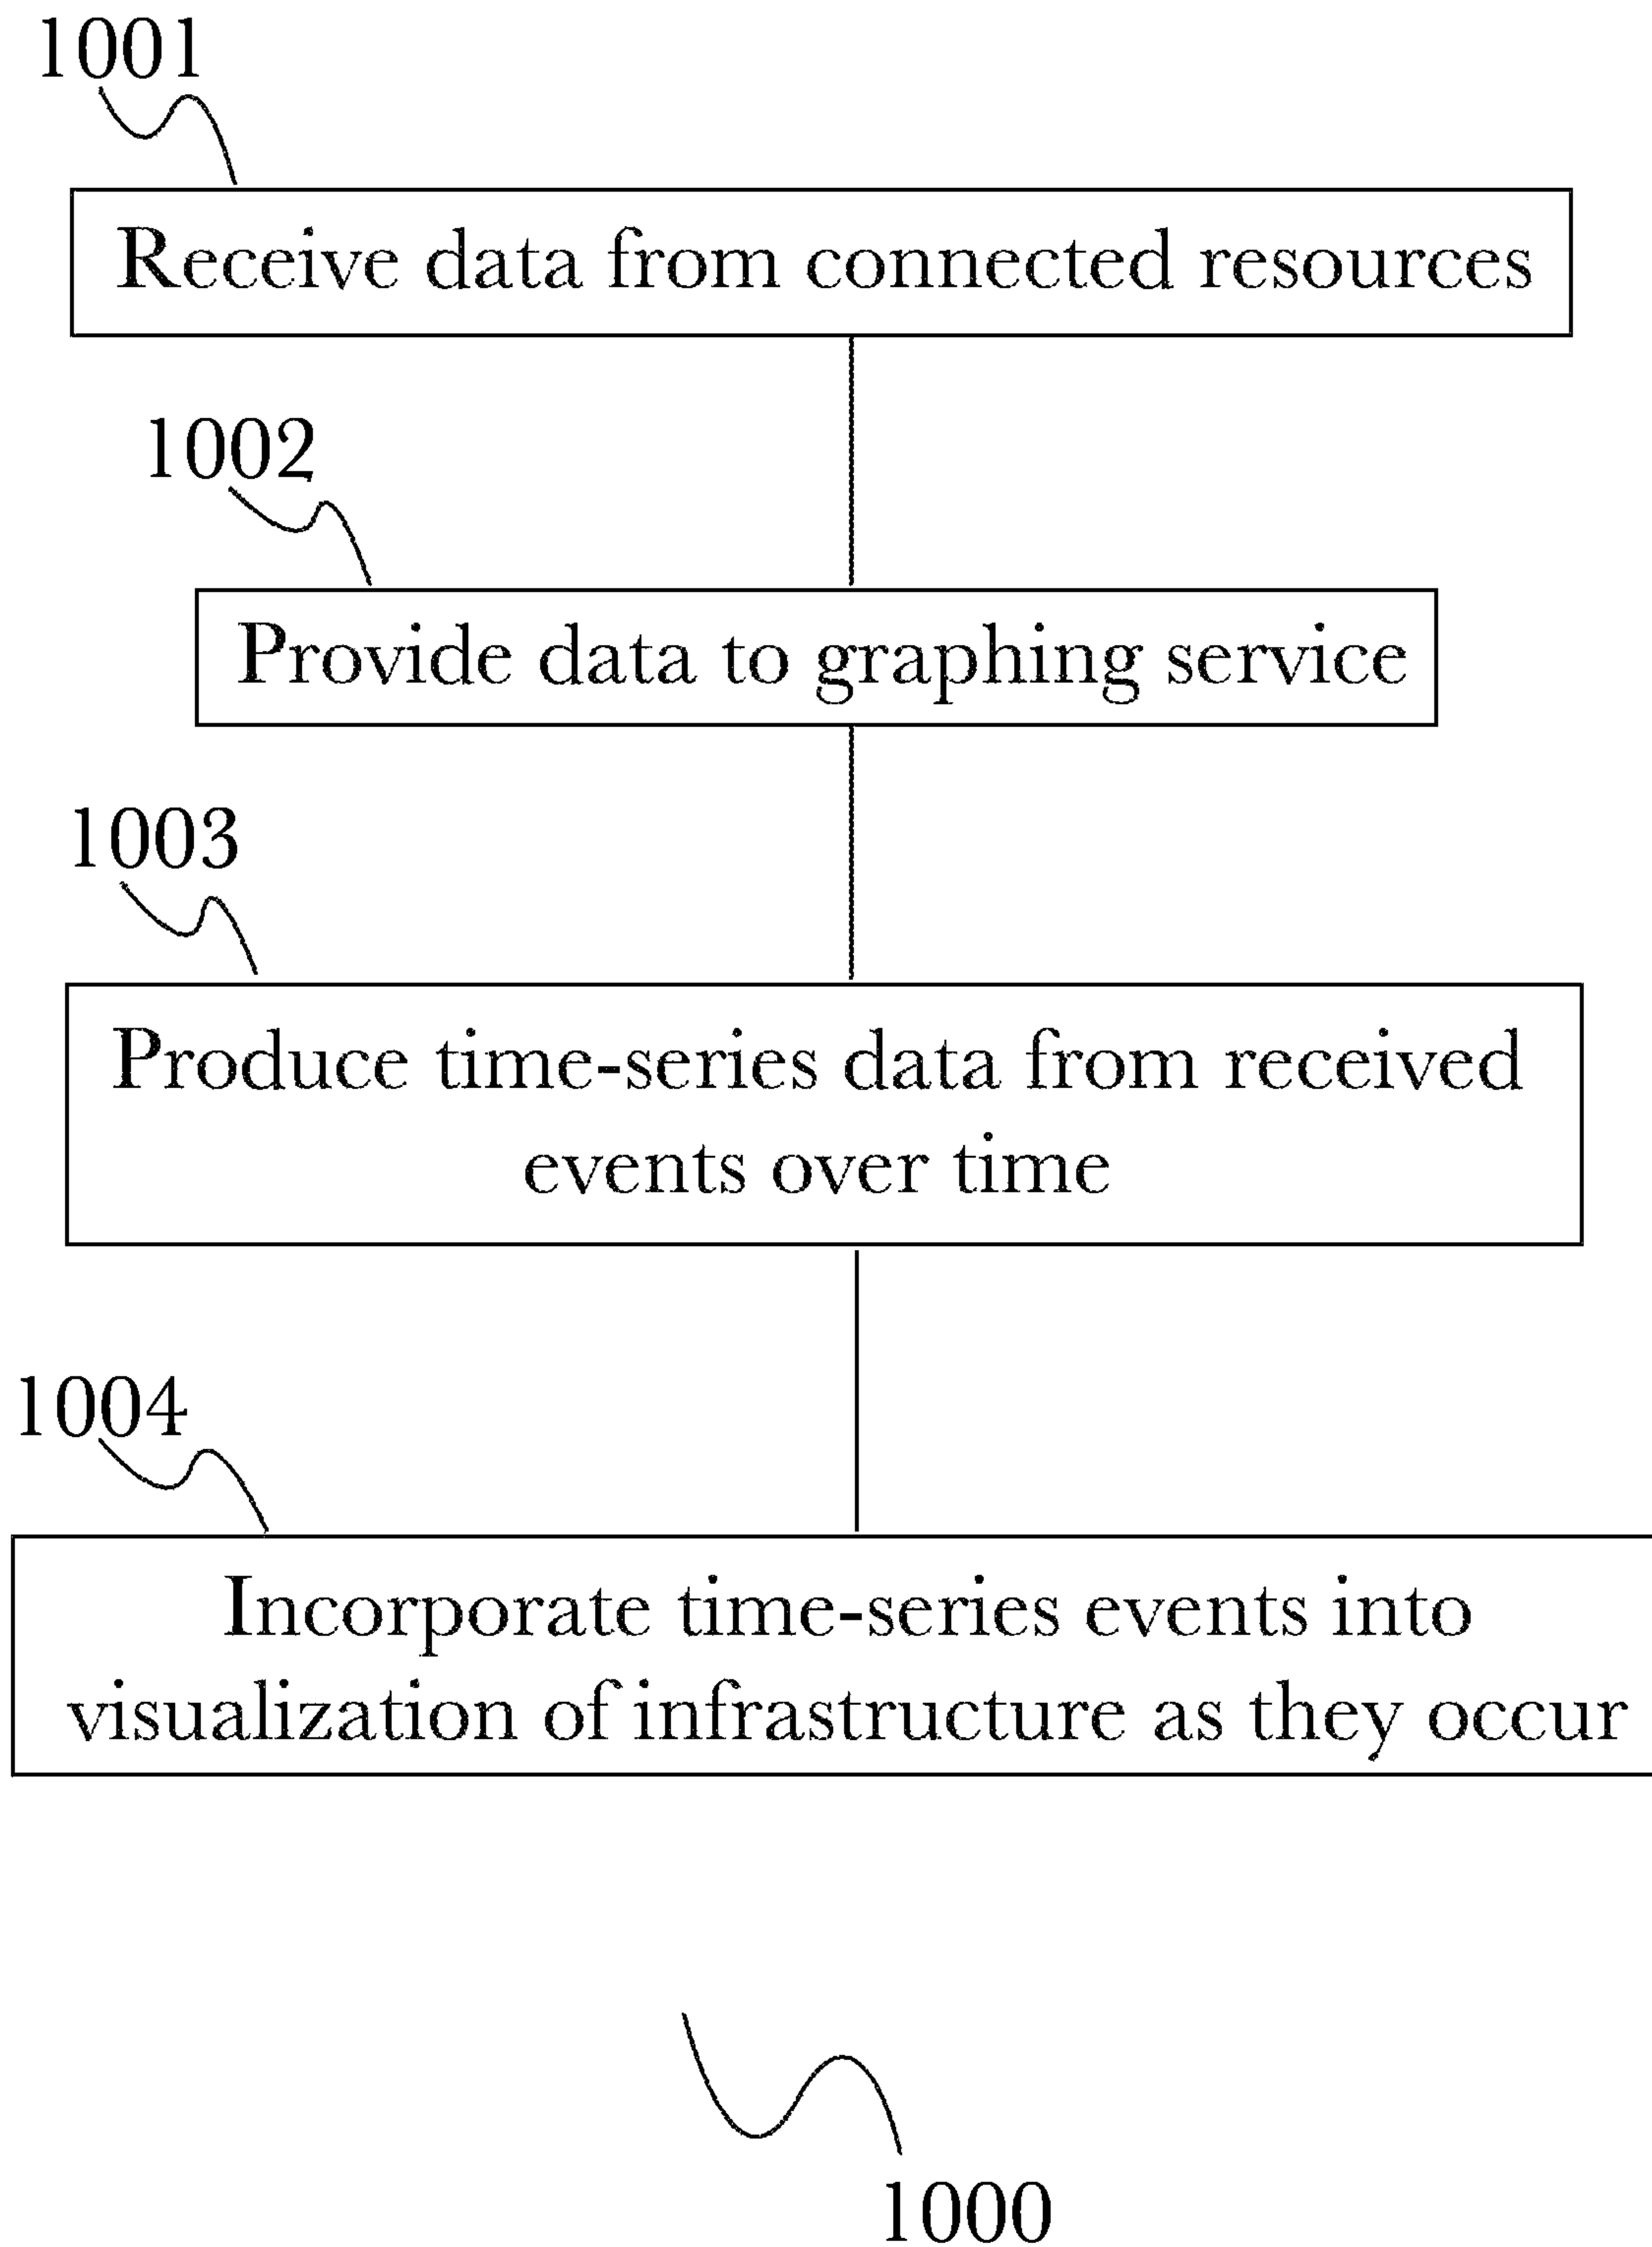 1001
Receive data from connected resources
1002
Provide data to graphing service
1003
Produce time-series data from received
events over time
1004
Incorporate time-series events into
visualization of infrastructure as they occur
1000